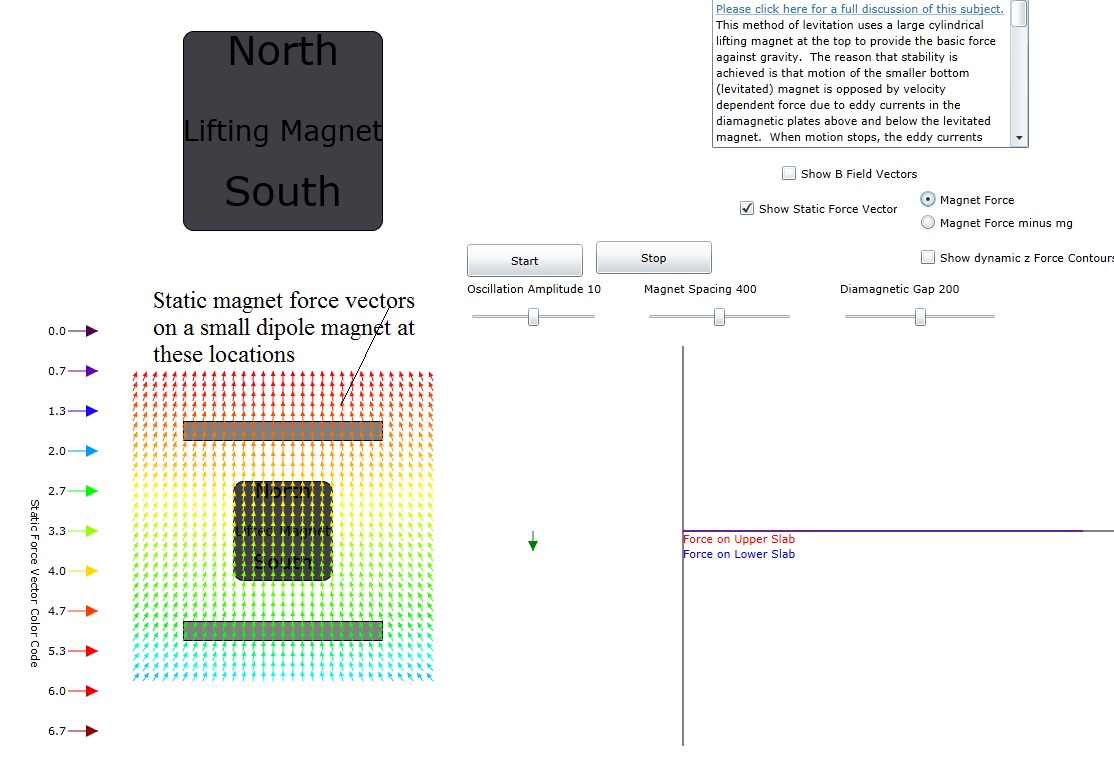 North
Lifting Magnet
South
Please click here for a full discussion of this subject.
This method of levitation uses a large cylindrical
lifting magnet at the top to provide the basic force
against gravity.  The reason that stability is
achieved is that motion of the smaller bottom
(levitated) magnet is opposed by velocity
dependent force due to eddy currents in the
diamagnetic plates above and below the levitated
magnet.  When motion stops, the eddy currents
Show B Field Vectors
Show Static Force Vector
Magnet Force
Magnet Force minus mg
Show dynamic z Force Contours
Start
Stop
Oscillation Amplitude 10
Magnet Spacing 400
Diamagnetic Gap 200
Static magnet force vectors
on a small dipole magnet at
these locations
0.0
0.7
1.3
2.0
2.7
3.3
4.0
4.7
5.3
6.0
6.7
Static Force Vector Color Code
North
Lifted Magnet
South
Force on Upper Slab
Force on Lower Slab